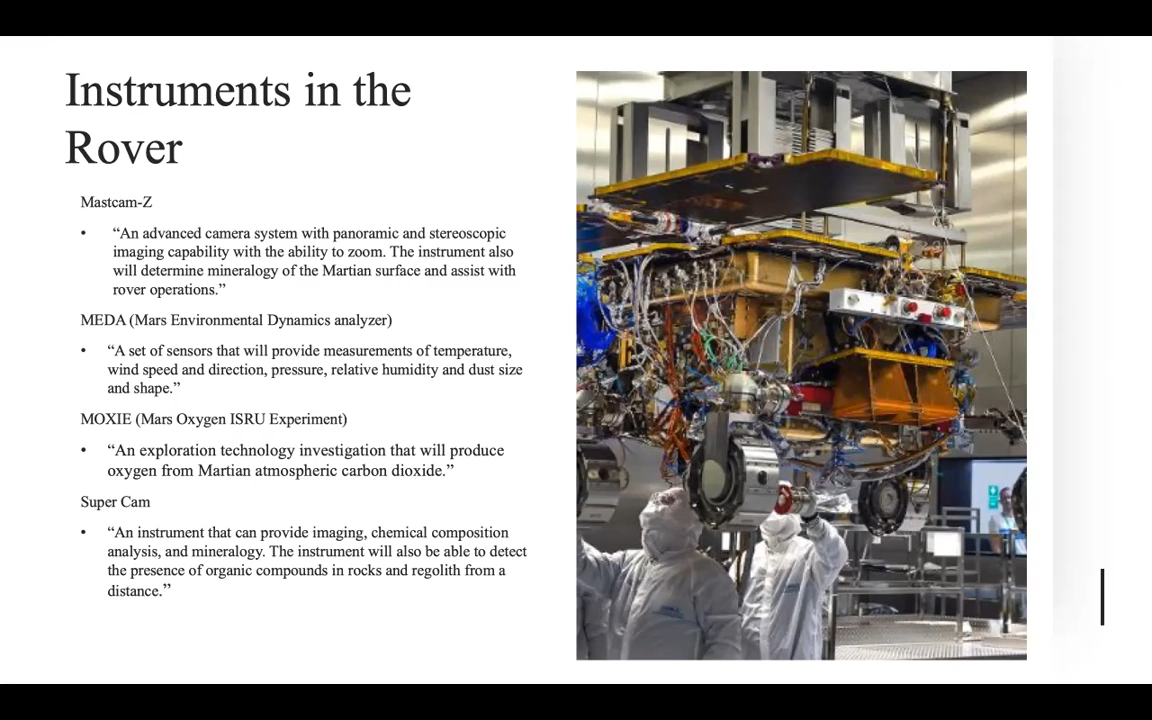 Instruments in the
Rover
Mastcam-Z
• “An advanced camera system with panoramic and stereoscopic
imaging capability with the ability to zoom. The instrument also
will determine mineralogy of the Martian surface and assist with
rover operations.”
MEDA (Mars Environmental Dynamics analyzer)
• “A set of sensors that will provide measurements of temperature,
wind speed and direction, pressure, relative humidity and dust size
and shape.”
MOXIE (Mars Oxygen ISRU Experiment)
• “An exploration technology investigation that will produce
oxygen from Martian atmospheric carbon dioxide.”
Super Cam
• “An instrument that can provide imaging, chemical composition
analysis, and mineralogy. The instrument will also be able to detect
the presence of organic compounds in rocks and regolith from a
distance.”